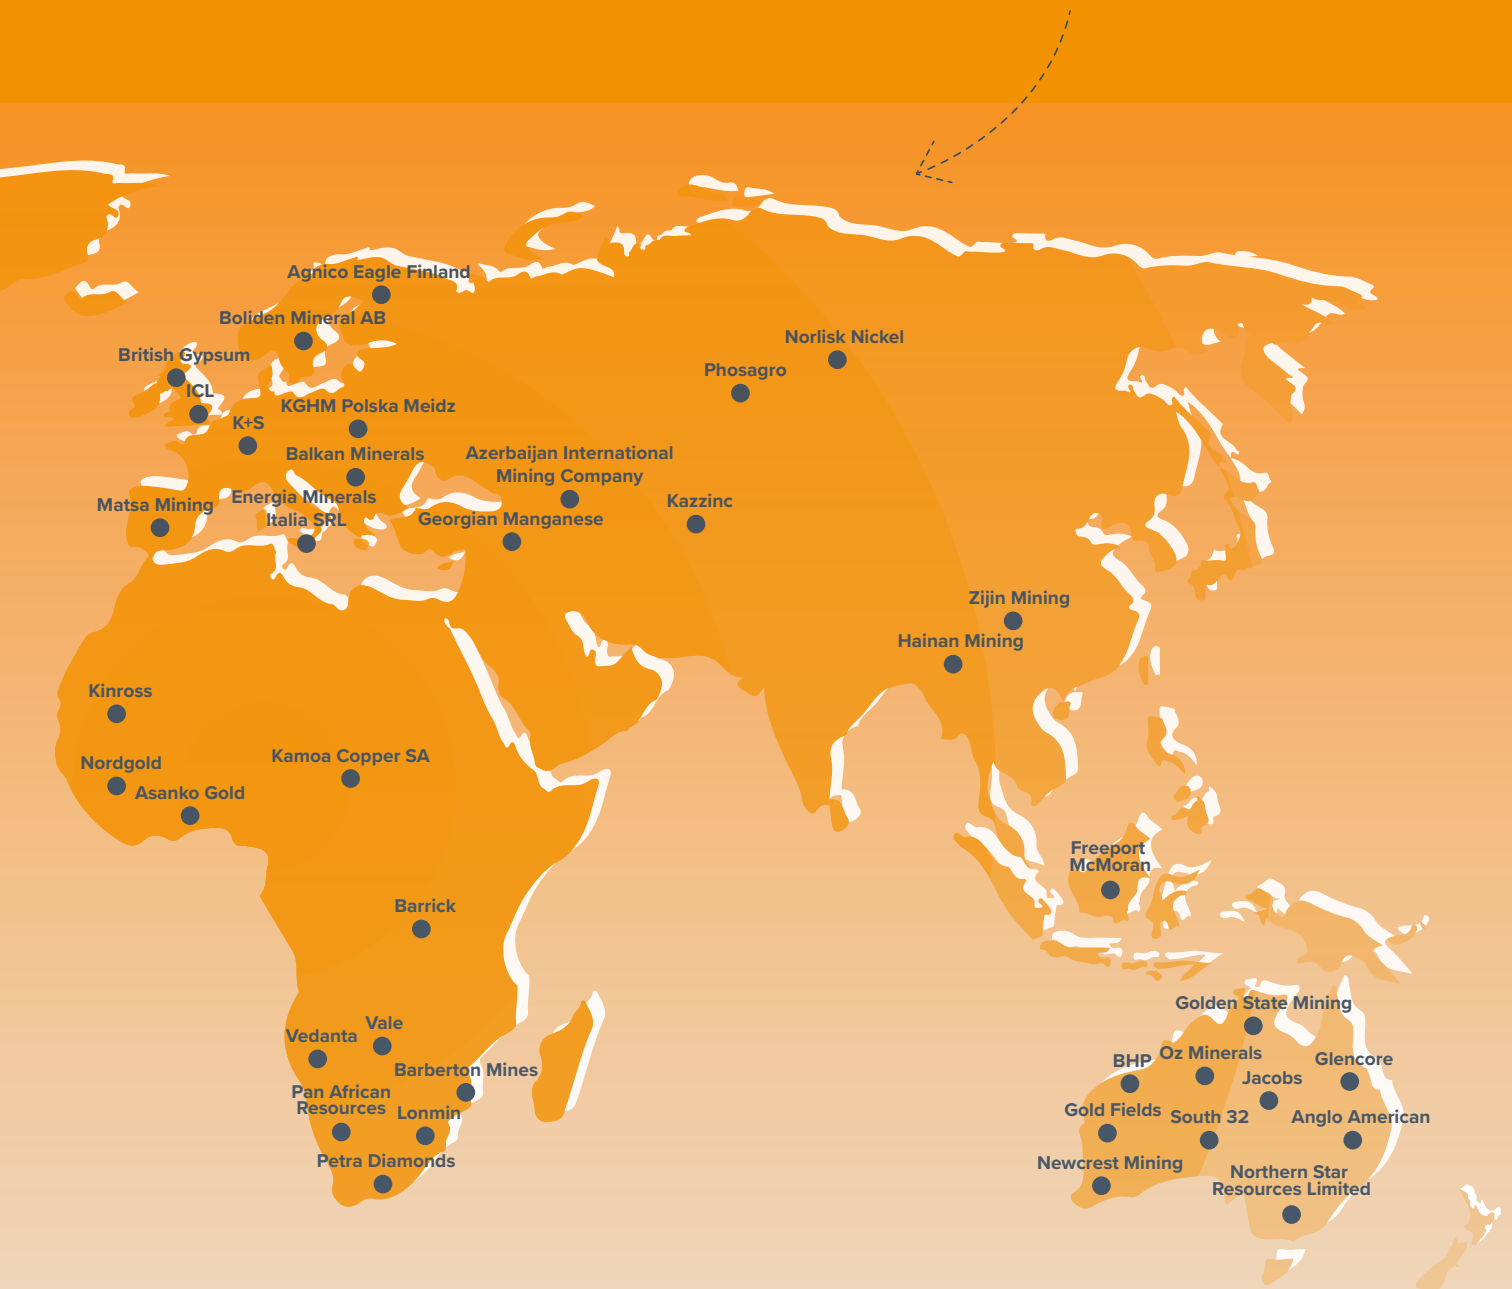 Agnico Eagle Finland
Boliden Mineral AB
British Gypsum
ICL
K+S
KGHM Polska Meidz
Balkan Minerals
Matsa Mining
Energia Minerals
Italia SRL
Azerbaijan International
Mining Company
Georgian Manganese
Norlisk Nickel
Phosagro
Kazzinc
Zijin Mining
Hainan Mining
Kinross
Nordgold
Asanko Gold
Kamoa Copper SA
Barrick
Vale
Vedanta
Barberton Mines
Pan African
Resources
Lonmin
Petra Diamonds
Freeport
McMoran
Golden State Mining
BHP
Oz Minerals
Glencore
Jacobs
Gold Fields
South 32
Anglo American
Newcrest Mining
Northern Star
Resources Limited